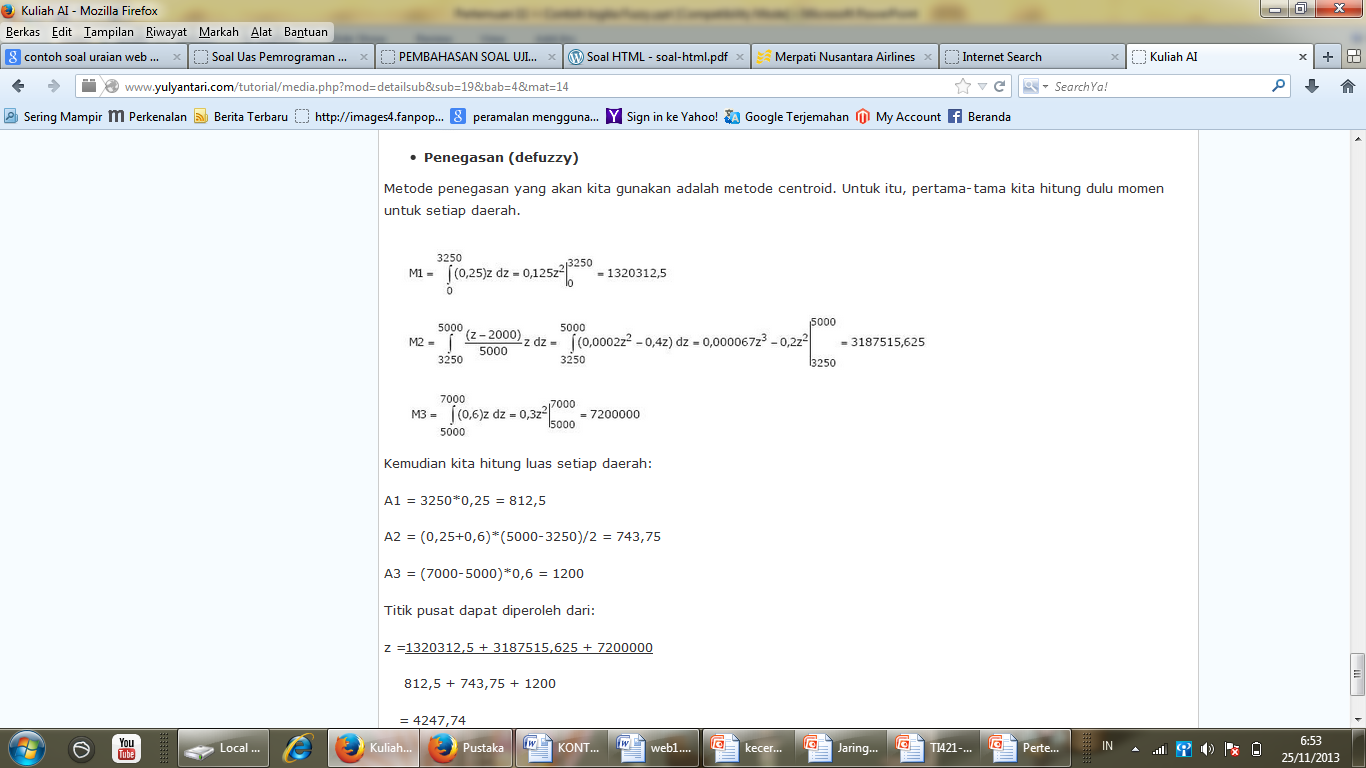 Kuliah AI - Mozilla Firefox
Berkas Edit Tampilan Riwayat Markah Alat Bantuan
contoh soal uraian web ... Soal Uas Pemrograman ... PEMBAHASAN SOAL UJI... Soal HTML - soal-html.pdf Merpati Nusantara Airlines Internet Search Kuliah AI
www.yulyantari.com/tutorial/media.php?mod=detailsub&sub=19&bab=4&mat=14 SearchYa!
Sering Mampir Perkenalan Berita Terbaru http://images4.fanpop... peramalan mengguna... Sign in ke Yahoo! Google Terjemahan My Account Beranda
• Penegasan (defuzzy)
Metode penegasan yang akan kita gunakan adalah metode centroid. Untuk itu, pertama-tama kita hitung dulu momen
untuk setiap daerah.
M1 = ∫₀³²⁵⁰ (0,25)z dz = 0,125z² |₀³²⁵⁰ = 1320312,5
M2 = ∫₃₂₅₀⁵⁰⁰⁰ (z – 2000)/5000 z dz = ∫₃₂₅₀⁵⁰⁰⁰ (0,0002z² – 0,4z) dz = 0,000067z³ – 0,2z² |₃₂₅₀⁵⁰⁰⁰ = 3187515,625
M3 = ∫₅₀₀₀⁷⁰⁰⁰ (0,6)z dz = 0,3z² |₅₀₀₀⁷⁰⁰⁰ = 7200000
Kemudian kita hitung luas setiap daerah:
A1 = 3250*0,25 = 812,5
A2 = (0,25+0,6)*(5000-3250)/2 = 743,75
A3 = (7000-5000)*0,6 = 1200
Titik pusat dapat diperoleh dari:
z =1320312,5 + 3187515,625 + 7200000
812,5 + 743,75 + 1200
= 4247,74
You Tube Local ... Kuliah... Pustaka KONT... web1.... kecer... Jaring... TI421-... Perte... IN 6:53
25/11/2013